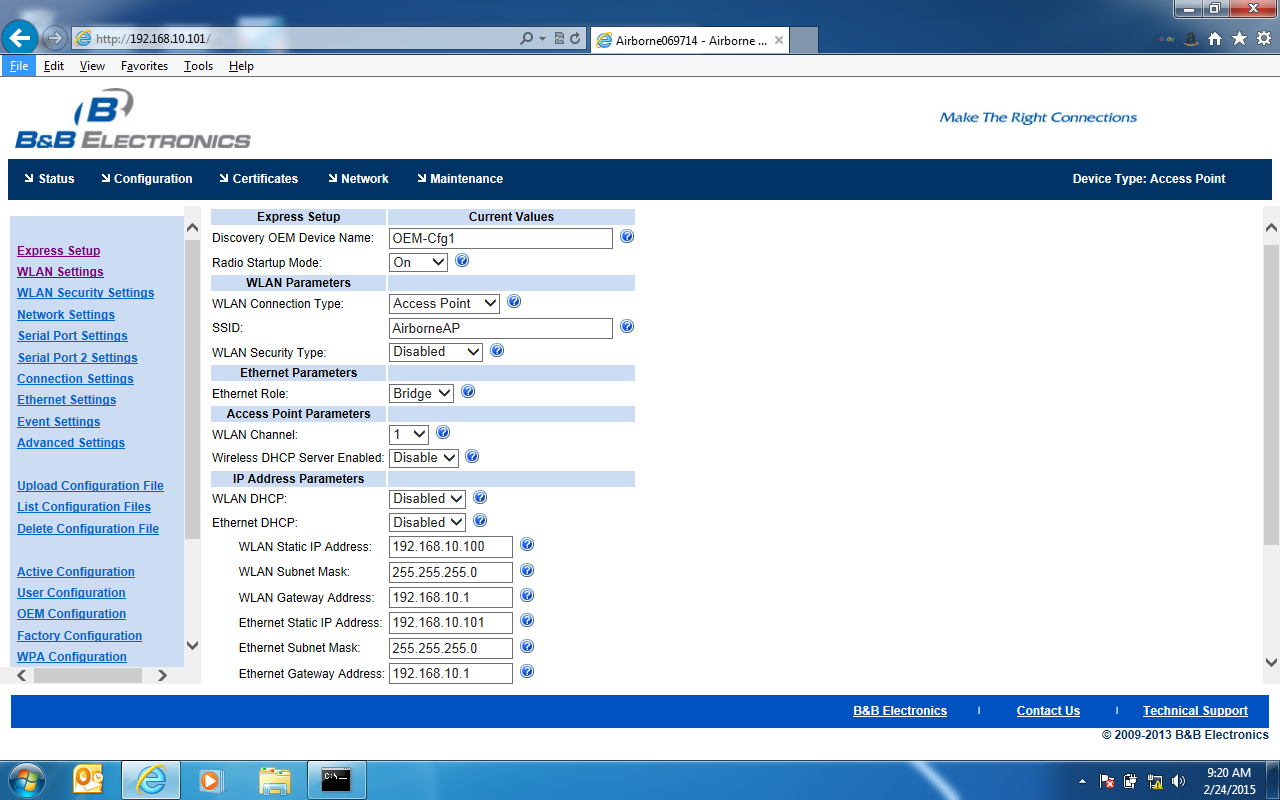 http://192.168.10.101/
Airborne069714 - Airborne ...
File Edit View Favorites Tools Help
B&B ELECTRONICS
Make The Right Connections
Status Configuration Certificates Network Maintenance Device Type: Access Point
Express Setup
WLAN Settings
WLAN Security Settings
Network Settings
Serial Port Settings
Serial Port 2 Settings
Connection Settings
Ethernet Settings
Event Settings
Advanced Settings
Upload Configuration File
List Configuration Files
Delete Configuration File
Active Configuration
User Configuration
OEM Configuration
Factory Configuration
WPA Configuration
Express Setup Current Values
Discovery OEM Device Name: OEM-Cfg1
Radio Startup Mode: On
WLAN Parameters
WLAN Connection Type: Access Point
SSID: AirborneAP
WLAN Security Type: Disabled
Ethernet Parameters
Ethernet Role: Bridge
Access Point Parameters
WLAN Channel: 1
Wireless DHCP Server Enabled: Disable
IP Address Parameters
WLAN DHCP: Disabled
Ethernet DHCP: Disabled
WLAN Static IP Address: 192.168.10.100
WLAN Subnet Mask: 255.255.255.0
WLAN Gateway Address: 192.168.10.1
Ethernet Static IP Address: 192.168.10.101
Ethernet Subnet Mask: 255.255.255.0
Ethernet Gateway Address: 192.168.10.1
B&B Electronics | Contact Us | Technical Support
© 2009-2013 B&B Electronics
9:20 AM
2/24/2015